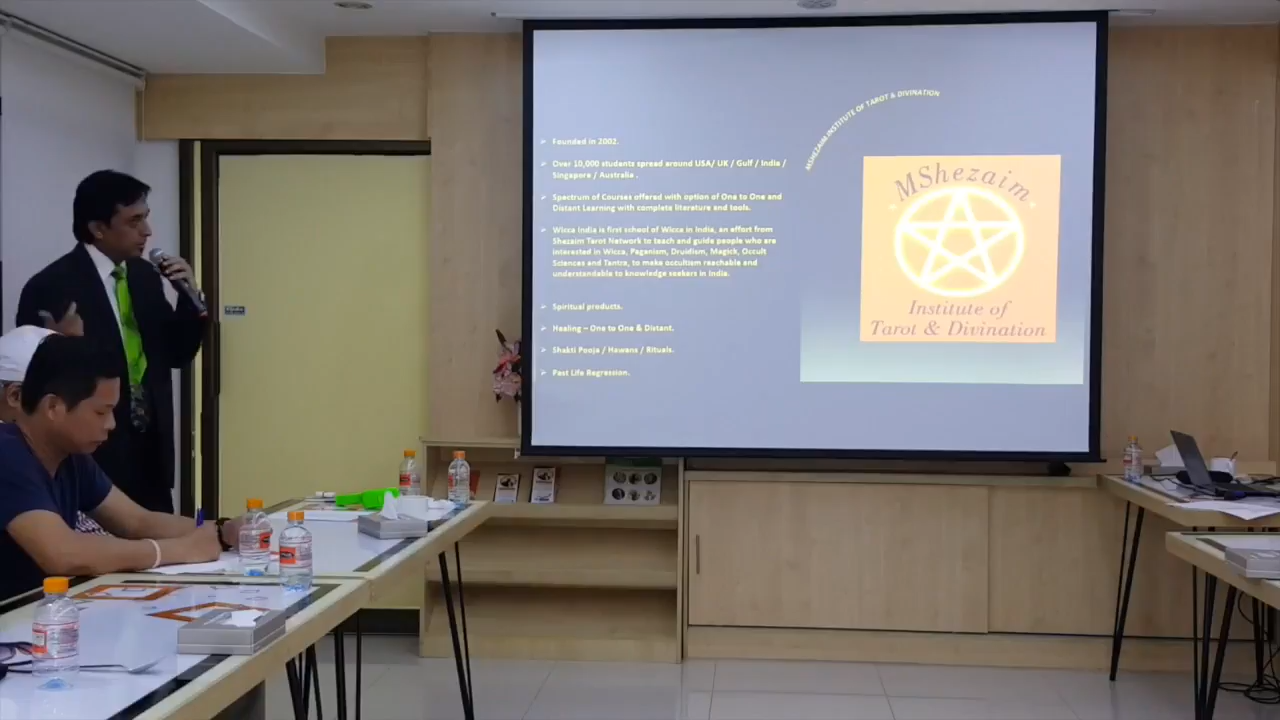 Founded in 2002.
Over 10,000 students spread around USA/ UK / Gulf / India /
Singapore / Australia .
Spectrum of Courses offered with option of One to One and
Distant Learning with complete literature and tools.
Wicca India is first school of Wicca in India, an effort from
Shezaim Tarot Network to teach and guide people who are
interested in Wicca, Paganism, Druidism, Magick, Occult
Sciences and Tantra, to make occultism reachable and
understandable to knowledge seekers in India.
Spiritual products.
Healing – One to One & Distant.
Shakti Pooja / Hawans / Rituals.
Past Life Regression.
MSHEZAIM INSTITUTE OF TAROT & DIVINATION
MShezaim
Institute of
Tarot & Divination